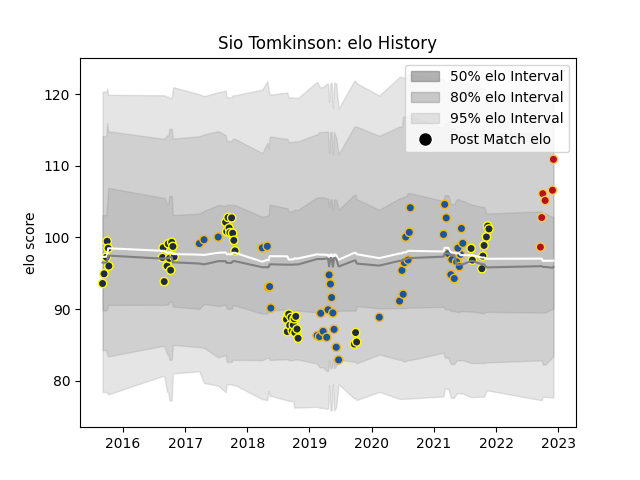 Sio Tomkinson: elo History
50% elo Interval
80% elo Interval
95% elo Interval
Post Match elo
elo score
120
110
100
90
80
2016 2017 2018 2019 2020 2021 2022 2023